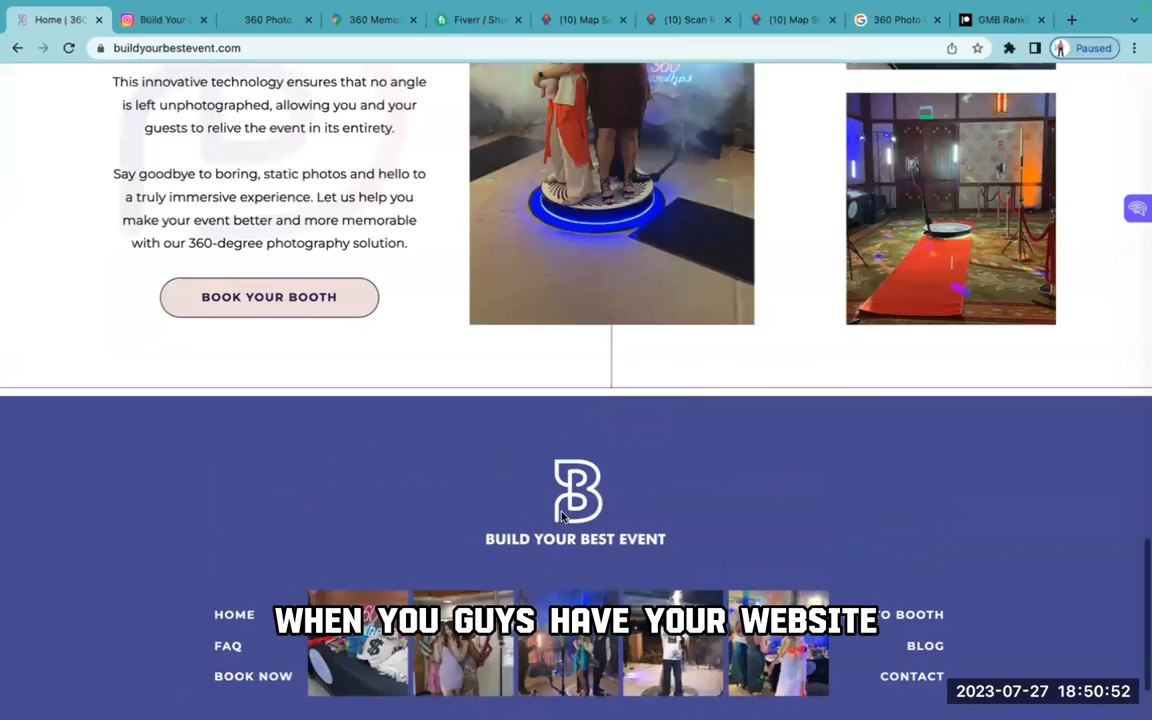 Home | 360
Build Your
360 Photo
360 Memor
Fiverr / Sh
(10) Map S
(10) Scan R
(10) Map S
360 Photo
GMB Ranki
buildyourbestevent.com
Paused
This innovative technology ensures that no angle
is left unphotographed, allowing you and your
guests to relive the event in its entirety.
Say goodbye to boring, static photos and hello to
a truly immersive experience. Let us help you
make your event better and more memorable
with our 360-degree photography solution.
BOOK YOUR BOOTH
360
B
BUILD YOUR BEST EVENT
HOME
FAQ
BOOK NOW
WHEN YOU GUYS HAVE YOUR WEBSITE
O BOOTH
BLOG
CONTACT
2023-07-27 18:50:52